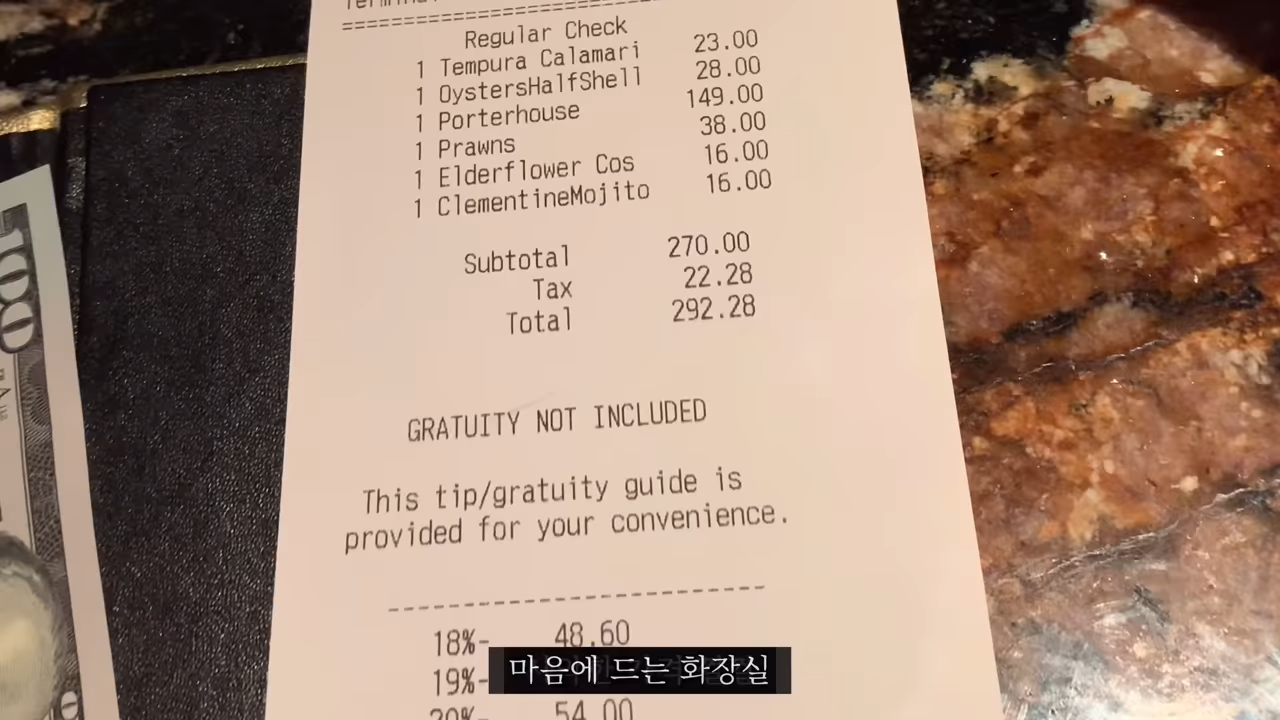 Regular Check
1 Tempura Calamari 23.00
1 OystersHalfShell 28.00
1 Porterhouse 149.00
1 Prawns 38.00
1 Elderflower Cos 16.00
1 ClementineMojito 16.00
Subtotal 270.00
Tax 22.28
Total 292.28
GRATUITY NOT INCLUDED
This tip/gratuity guide is
provided for your convenience.
18%- 48.60
19%-
20% 54.00
마음에 드는 화장실
100